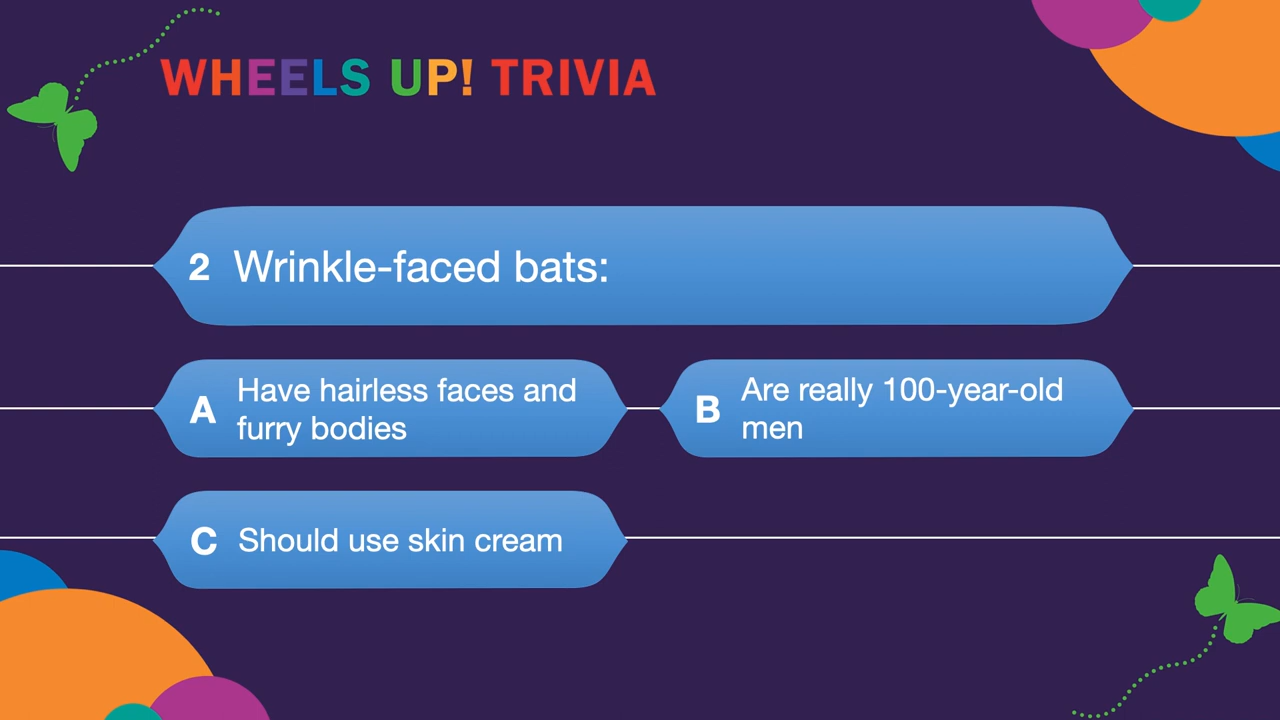 WHEELS UP! TRIVIA
2 Wrinkle-faced bats:
A Have hairless faces and
furry bodies
B Are really 100-year-old
men
C Should use skin cream